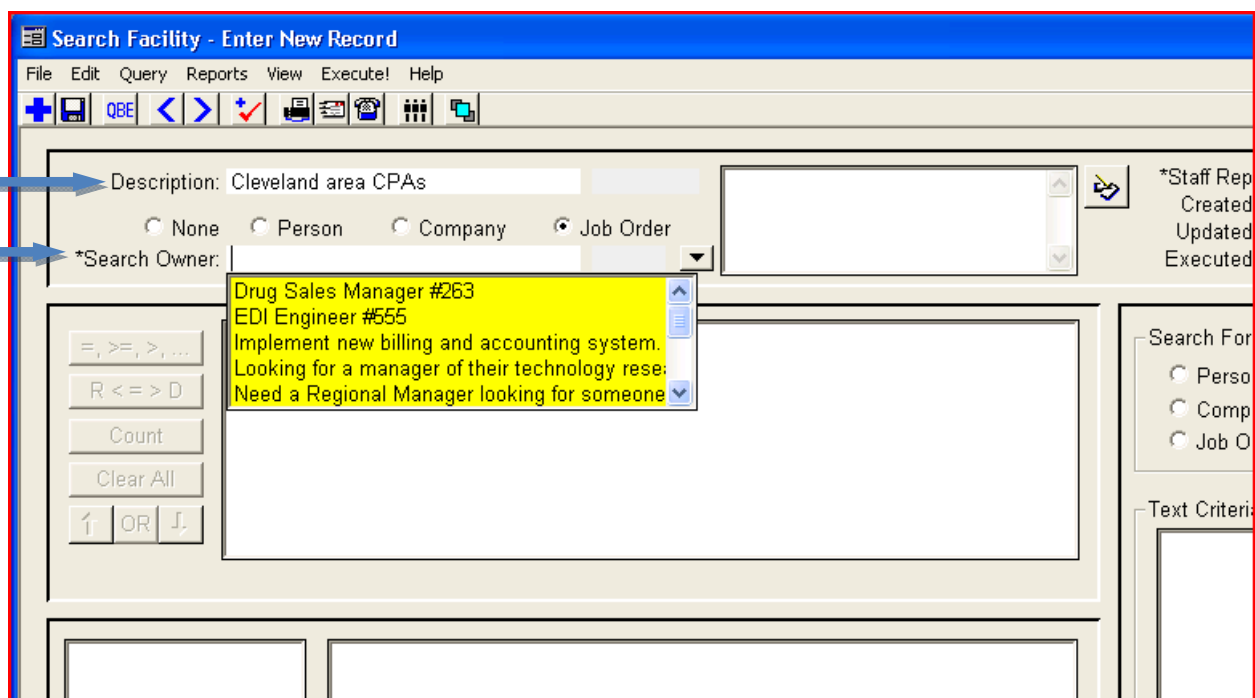 Search Facility - Enter New Record
File Edit Query Reports View Execute! Help
QBE
Description: Cleveland area CPAs
*Staff Rep
None Person Company Job Order
Created
Updated
*Search Owner:
Executed
Drug Sales Manager #263
EDI Engineer #555
Implement new billing and accounting system.
Looking for a manager of their technology rese
Need a Regional Manager looking for someone
=, >=, >, ...
R < = > D
Count
Clear All
OR
Search For
Perso
Comp
Job O
Text Criteri